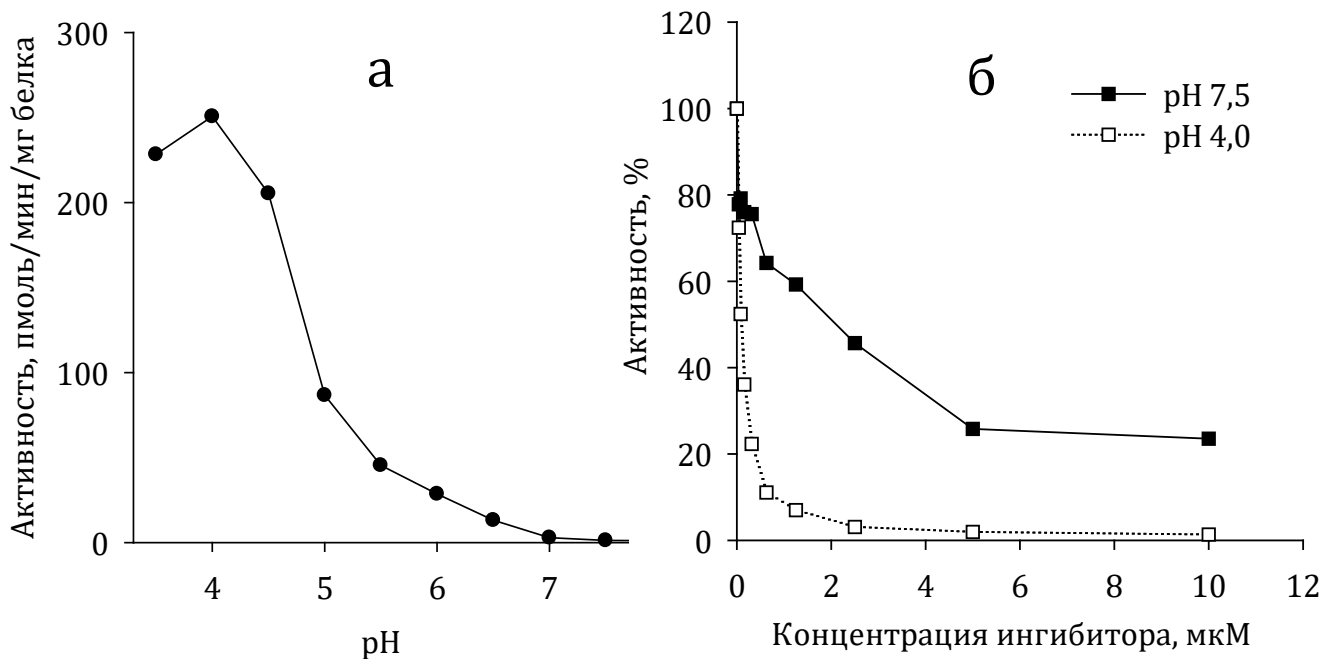 а
Активность, пмоль/мин/мг белка
300
200
100
0
4
5
6
7
pH
б
pH 7,5
pH 4,0
Активность, %
120
100
80
60
40
20
0
0
2
4
6
8
10
12
Концентрация ингибитора, мкМ